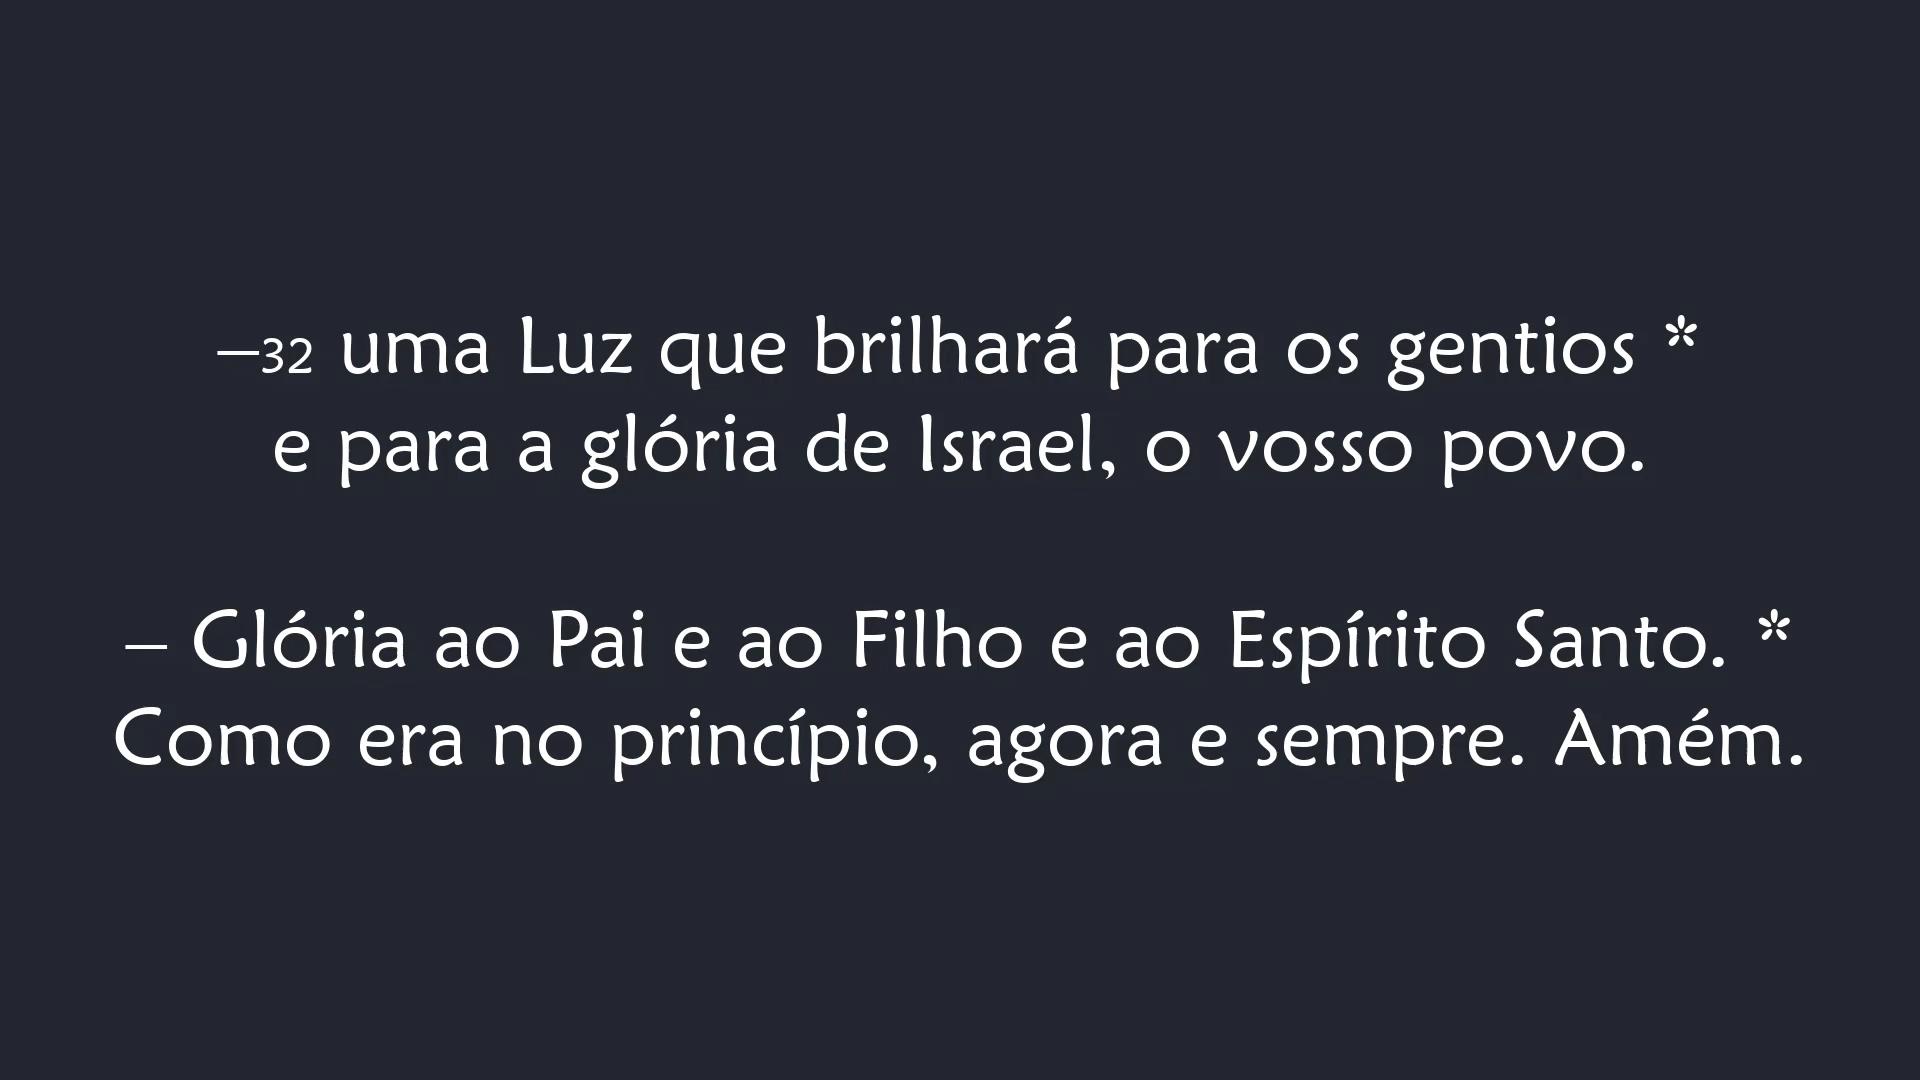 –32 uma Luz que brilhará para os gentios *
e para a glória de Israel, o vosso povo.
– Glória ao Pai e ao Filho e ao Espírito Santo. *
Como era no princípio, agora e sempre. Amém.